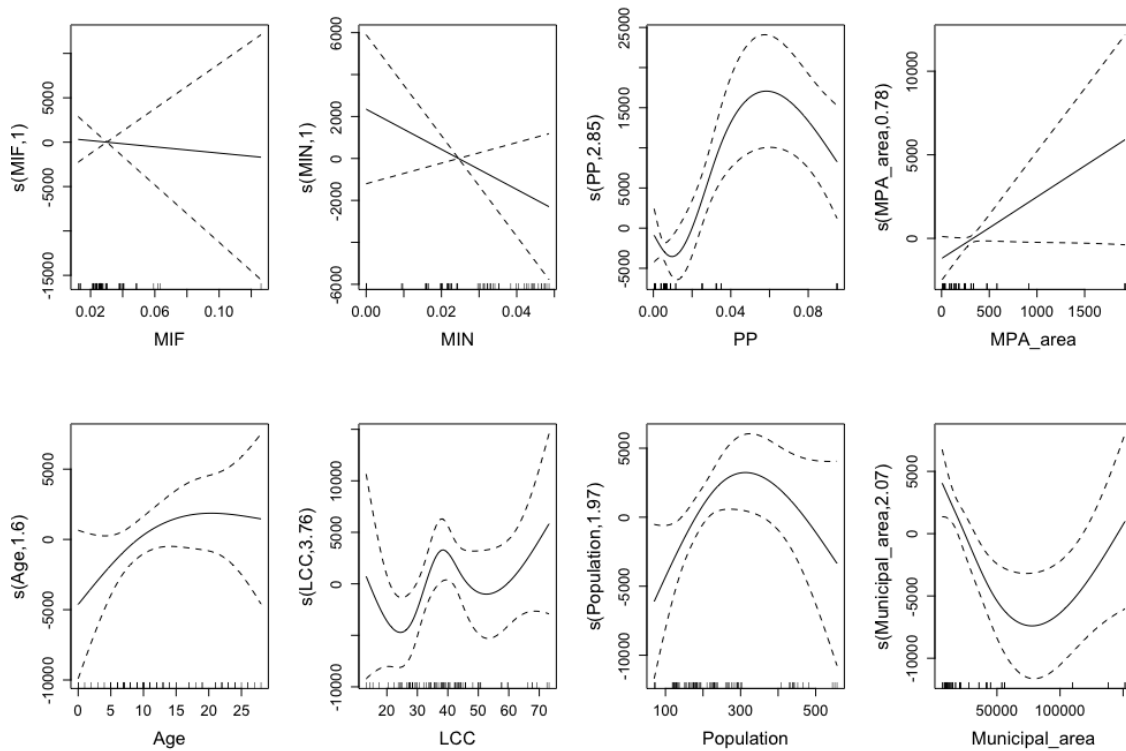 s(MIF,1)
-15000 -5000 0 5000
0.02 0.06 0.10
MIF
s(MIN,1)
-6000 -2000 0 2000 6000
0.00 0.02 0.04
MIN
s(PP,2.85)
-5000 0 5000 15000 25000
0.00 0.04 0.08
PP
s(MPA_area,0.78)
0 5000 10000
0 500 1500
MPA_area
s(Age,1.6)
-10000 -5000 0 5000
0 5 10 15 20 25
Age
s(LCC,3.76)
-10000 0 5000 15000
20 30 40 50 60 70
LCC
s(Population,1.97)
-10000 -5000 0 5000
100 300 500
Population
s(Municipal_area,2.07)
-10000 -5000 0 5000
50000 100000
Municipal_area